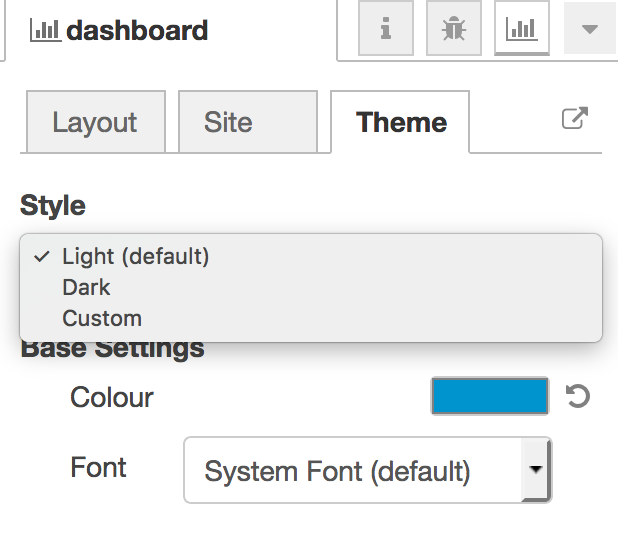 dashboard
Layout Site Theme
Style
Light (default)
Dark
Custom
Base Settings
Colour
Font System Font (default)